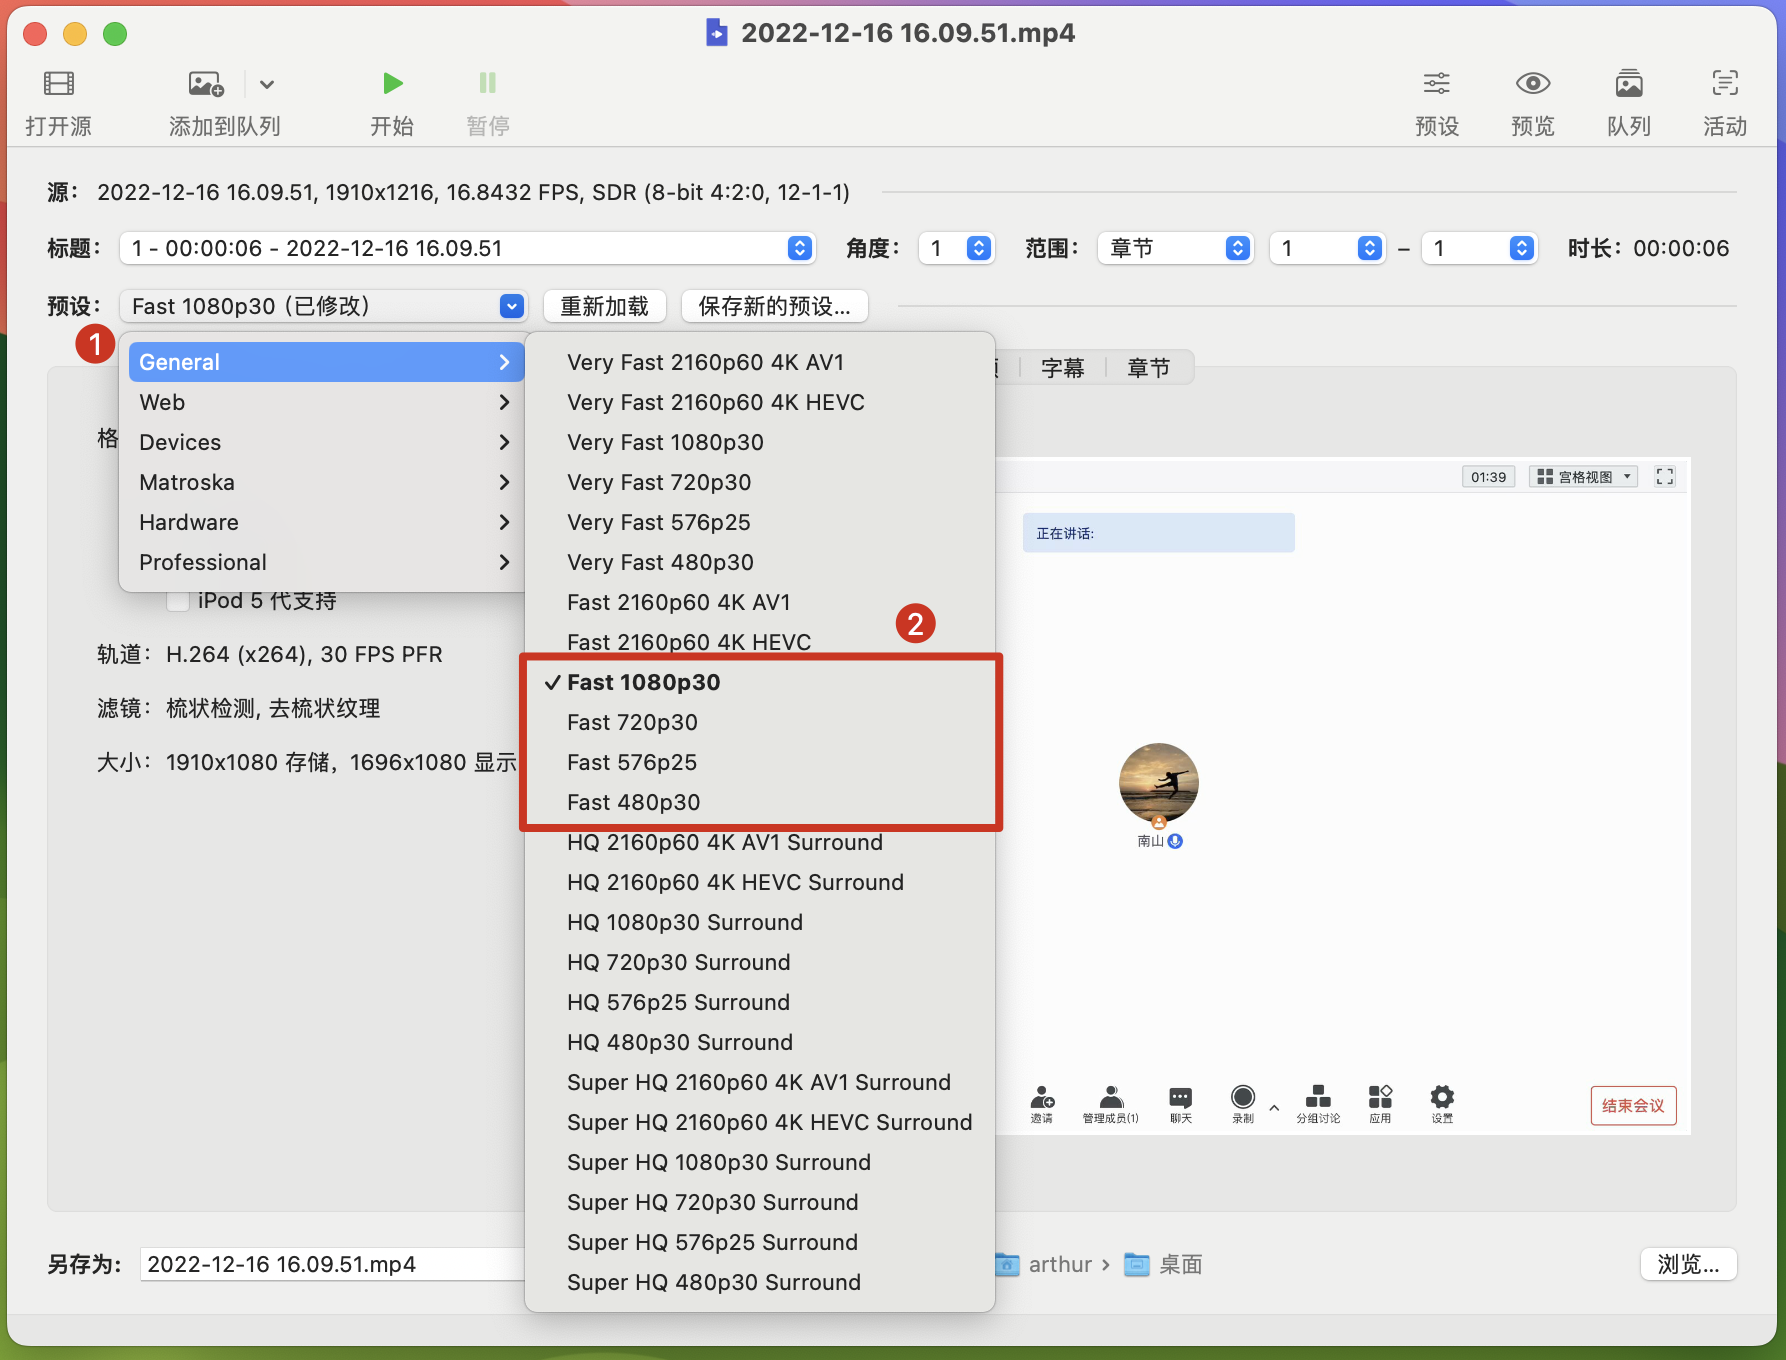 2022-12-16 16.09.51.mp4
打开源
添加到队列
开始
暂停
预设
预览
队列
活动
源： 2022-12-16 16.09.51, 1910x1216, 16.8432 FPS, SDR (8-bit 4:2:0, 12-1-1)
标题： 1 - 00:00:06 - 2022-12-16 16.09.51 角度： 1 范围： 章节 1 – 1 时长： 00:00:06
预设： Fast 1080p30（已修改） 重新加载 保存新的预设...
1
General
Web
Devices
Matroska
Hardware
Professional
Very Fast 2160p60 4K AV1
Very Fast 2160p60 4K HEVC
Very Fast 1080p30
Very Fast 720p30
Very Fast 576p25
Very Fast 480p30
Fast 2160p60 4K AV1
2
Fast 2160p60 4K HEVC
✓ Fast 1080p30
Fast 720p30
Fast 576p25
Fast 480p30
HQ 2160p60 4K AV1 Surround
HQ 2160p60 4K HEVC Surround
HQ 1080p30 Surround
HQ 720p30 Surround
HQ 576p25 Surround
HQ 480p30 Surround
Super HQ 2160p60 4K AV1 Surround
Super HQ 2160p60 4K HEVC Surround
Super HQ 1080p30 Surround
Super HQ 720p30 Surround
Super HQ 576p25 Surround
Super HQ 480p30 Surround
字幕
章节
格
iPod 5 代支持
轨道： H.264 (x264), 30 FPS PFR
滤镜： 梳状检测, 去梳状纹理
大小： 1910x1080 存储，1696x1080 显示
01:39
宫格视图
正在讲话:
南山
邀请
管理成员(1)
聊天
录制
分组讨论
应用
设置
结束会议
另存为: 2022-12-16 16.09.51.mp4
arthur › 桌面
浏览...